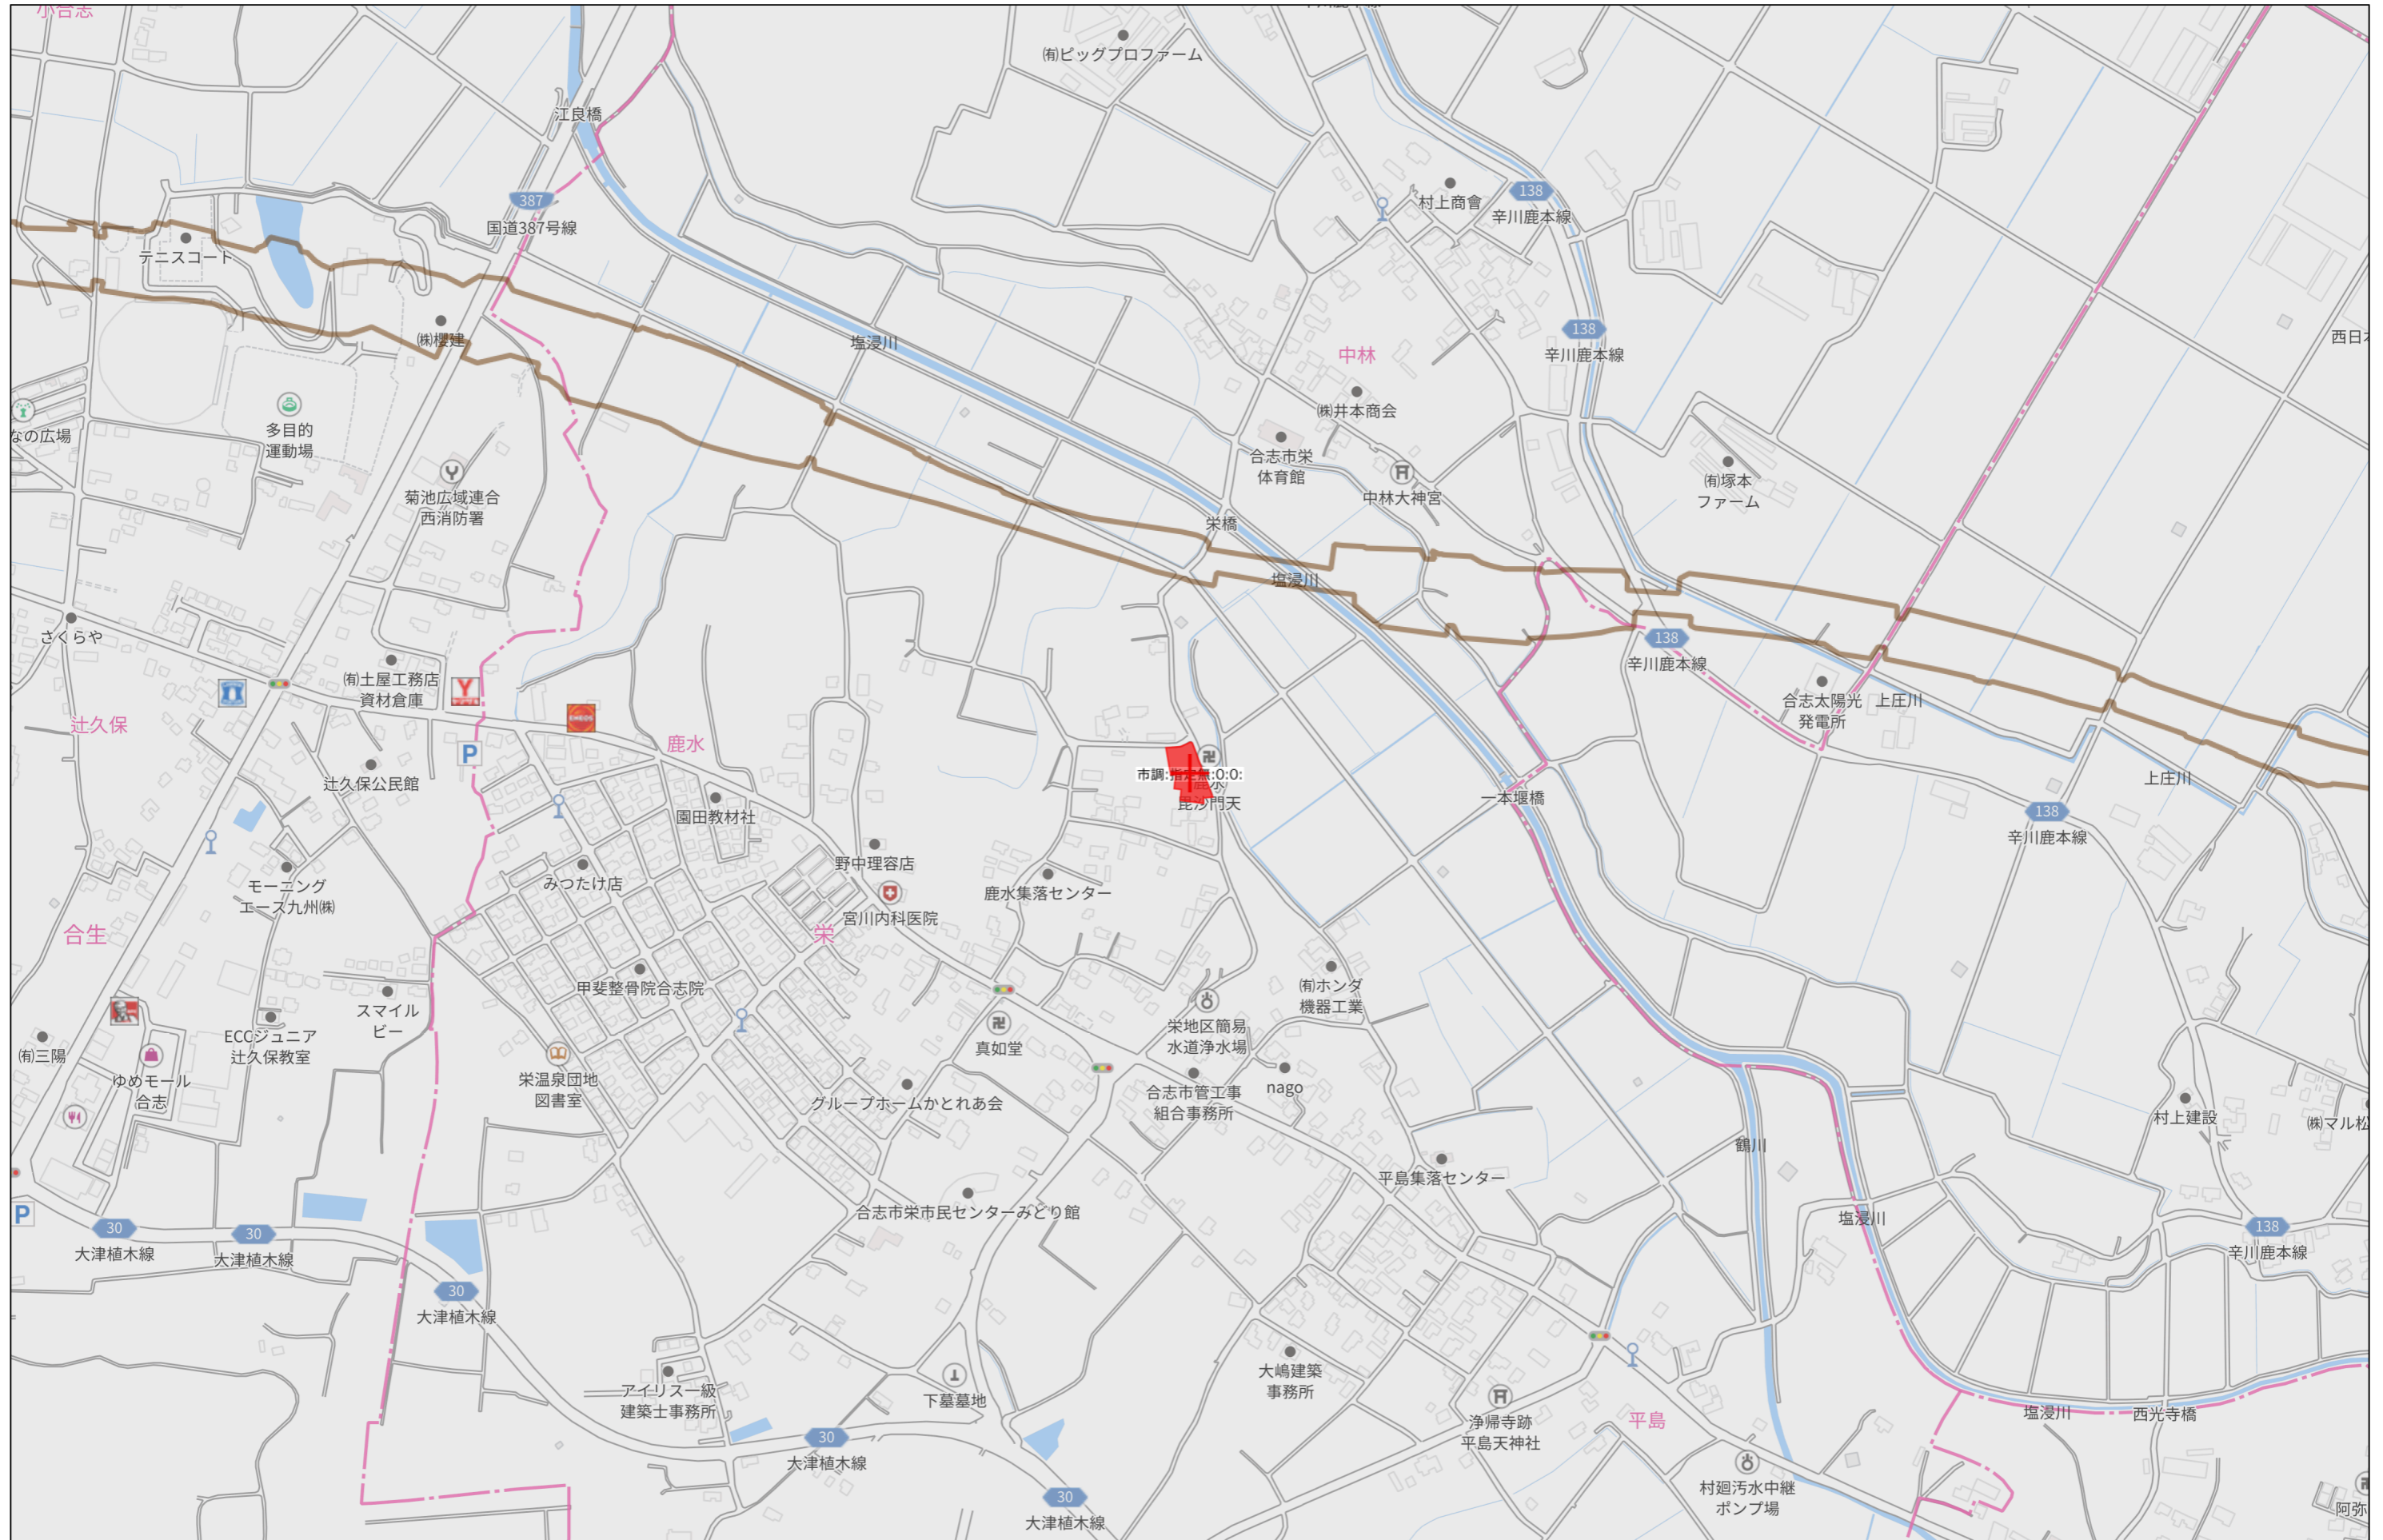 小合志
㈲ピッグプロファーム
江良橋
387
国道387号線
村上商會
138
辛川鹿本線
テニスコート
㈱櫻建
塩浸川
中林
138
辛川鹿本線
㈱井本商会
なの広場
多目的
運動場
合志市栄
体育館
中林大神宮
㈲塚本
ファーム
菊池広域連合
西消防署
栄橋
塩浸川
さくらや
138
辛川鹿本線
㈲土屋工務店
資材倉庫
合志太陽光
発電所
上圧川
辻久保
ENEOS
鹿水
P
市調:指定無:0:0:
鹿水
毘沙門天
上庄川
辻久保公民館
園田教材社
一本堰橋
138
辛川鹿本線
モーニング
エース九州㈱
みつたけ店
野中理容店
鹿水集落センター
宮川内科医院
合生
栄
甲斐整骨院合志院
㈲ホンダ
機器工業
スマイル
ビー
ECCジュニア
辻久保教室
㈲三陽
栄地区簡易
水道浄水場
真如堂
ゆめモール
合志
栄温泉団地
図書室
グループホームかとれあ会
合志市管工事
組合事務所
nago
村上建設
㈱マル松
鶴川
平島集落センター
P
合志市栄市民センターみどり館
塩浸川
30
大津植木線
30
大津植木線
138
辛川鹿本線
30
大津植木線
アイリス一級
建築士事務所
下墓墓地
大嶋建築
事務所
浄帰寺跡
平島天神社
平島
塩浸川
西光寺橋
30
大津植木線
村廻汚水中継
ポンプ場
30
大津植木線
阿弥